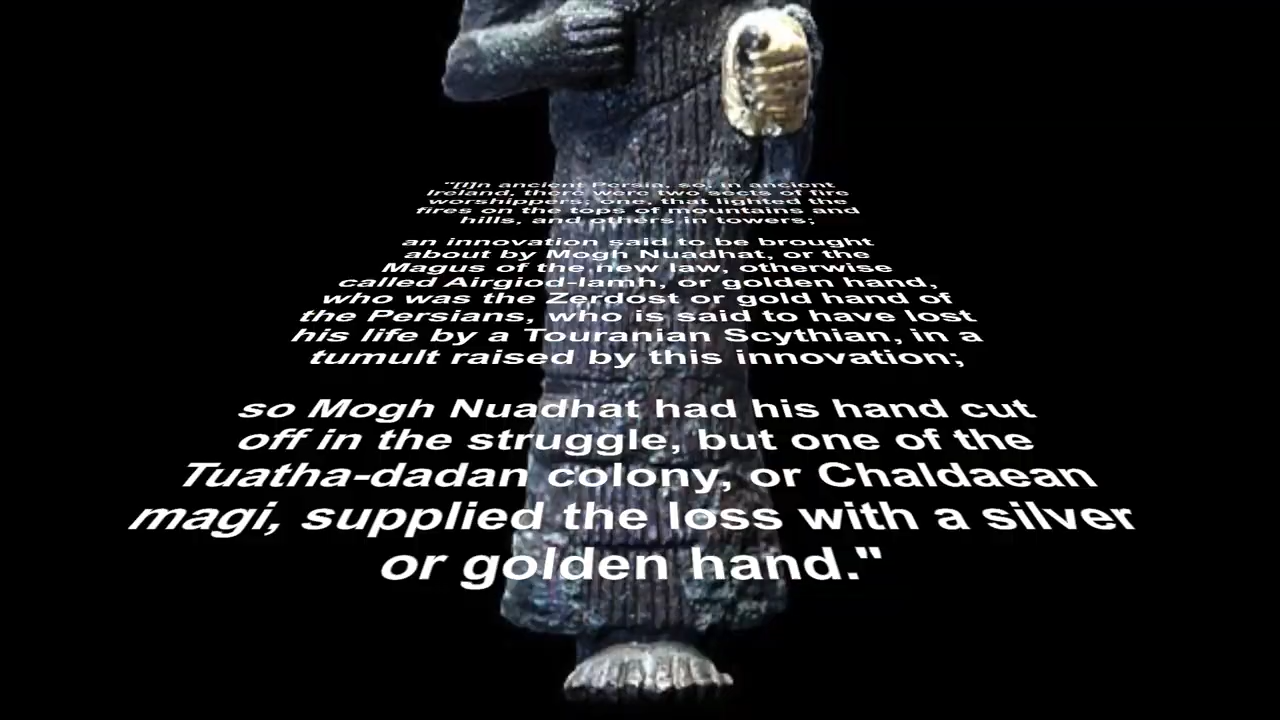 "[I]n ancient Persia, so, in ancient
Ireland, there were two sects of fire
worshippers; one, that lighted the
fires on the tops of mountains and
hills, and others in towers;
an innovation said to be brought
about by Mogh Nuadhat, or the
Magus of the new law, otherwise
called Airgiod-lamh, or golden hand,
who was the Zerdost or gold hand of
the Persians, who is said to have lost
his life by a Touranian Scythian, in a
tumult raised by this innovation;
so Mogh Nuadhat had his hand cut
off in the struggle, but one of the
Tuatha-dadan colony, or Chaldaean
magi, supplied the loss with a silver
or golden hand."